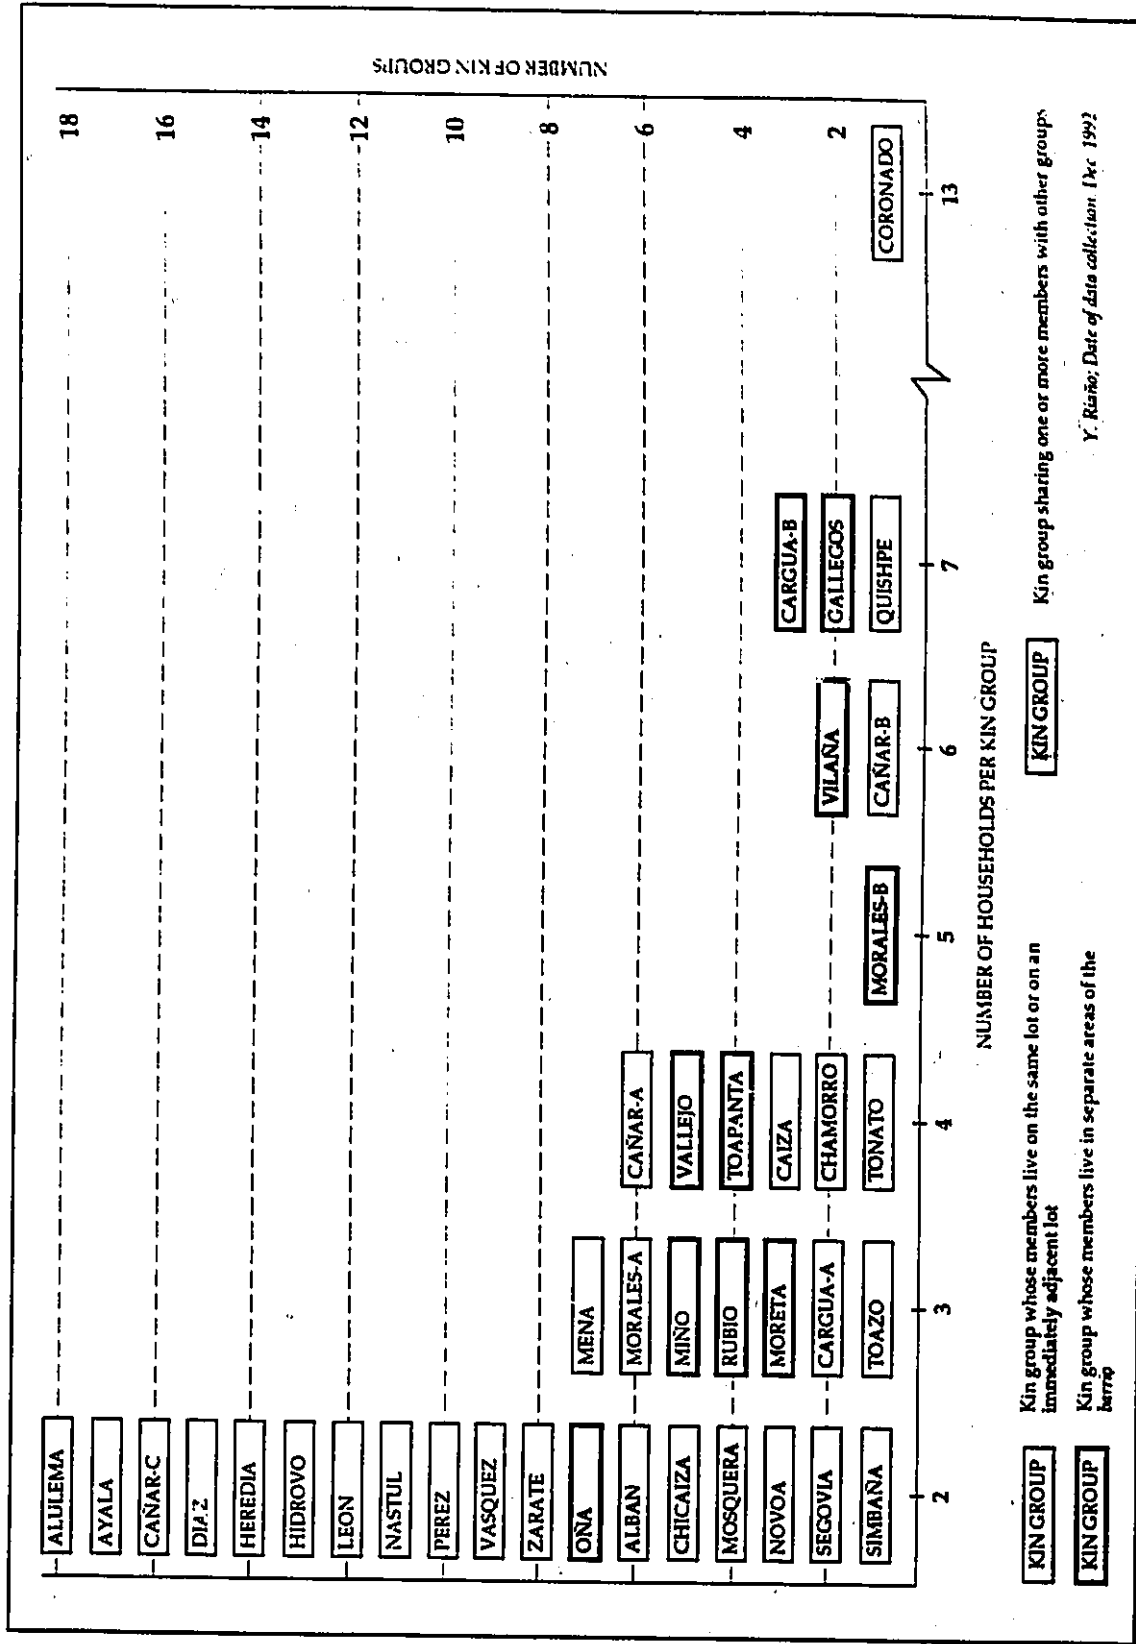 NUMBER OF KIN GROUPS
18
16
14
12
10
8
6
4
2
ALULEMA
AYALA
CAÑAR-C
DIAZ
HEREDIA
HIDROVO
LEON
NASTUL
PEREZ
VASQUEZ
ZARATE
OÑA
ALBAN
CHICAIZA
MOSQUERA
NOVOA
SEGOVIA
SIMBAÑA
MENA
MORALES-A
MIÑO
RUBIO
MORETA
CARGUA-A
TOAZO
CAÑAR-A
VALLEJO
TOAPANTA
CAIZA
CHAMORRO
TONATO
MORALES-B
VILAÑA
CAÑAR-B
CARGUA-B
GALLEGOS
QUISHPE
CORONADO
2 3 4 5 6 7 13
NUMBER OF HOUSEHOLDS PER KIN GROUP
KIN GROUP
Kin group whose members live on the same lot or on an
immediately adjacent lot
KIN GROUP
Kin group whose members live in separate areas of the
barrio
KIN GROUP
Kin group sharing one or more members with other groups
Y. Riaño; Date of data collection Dec 1992